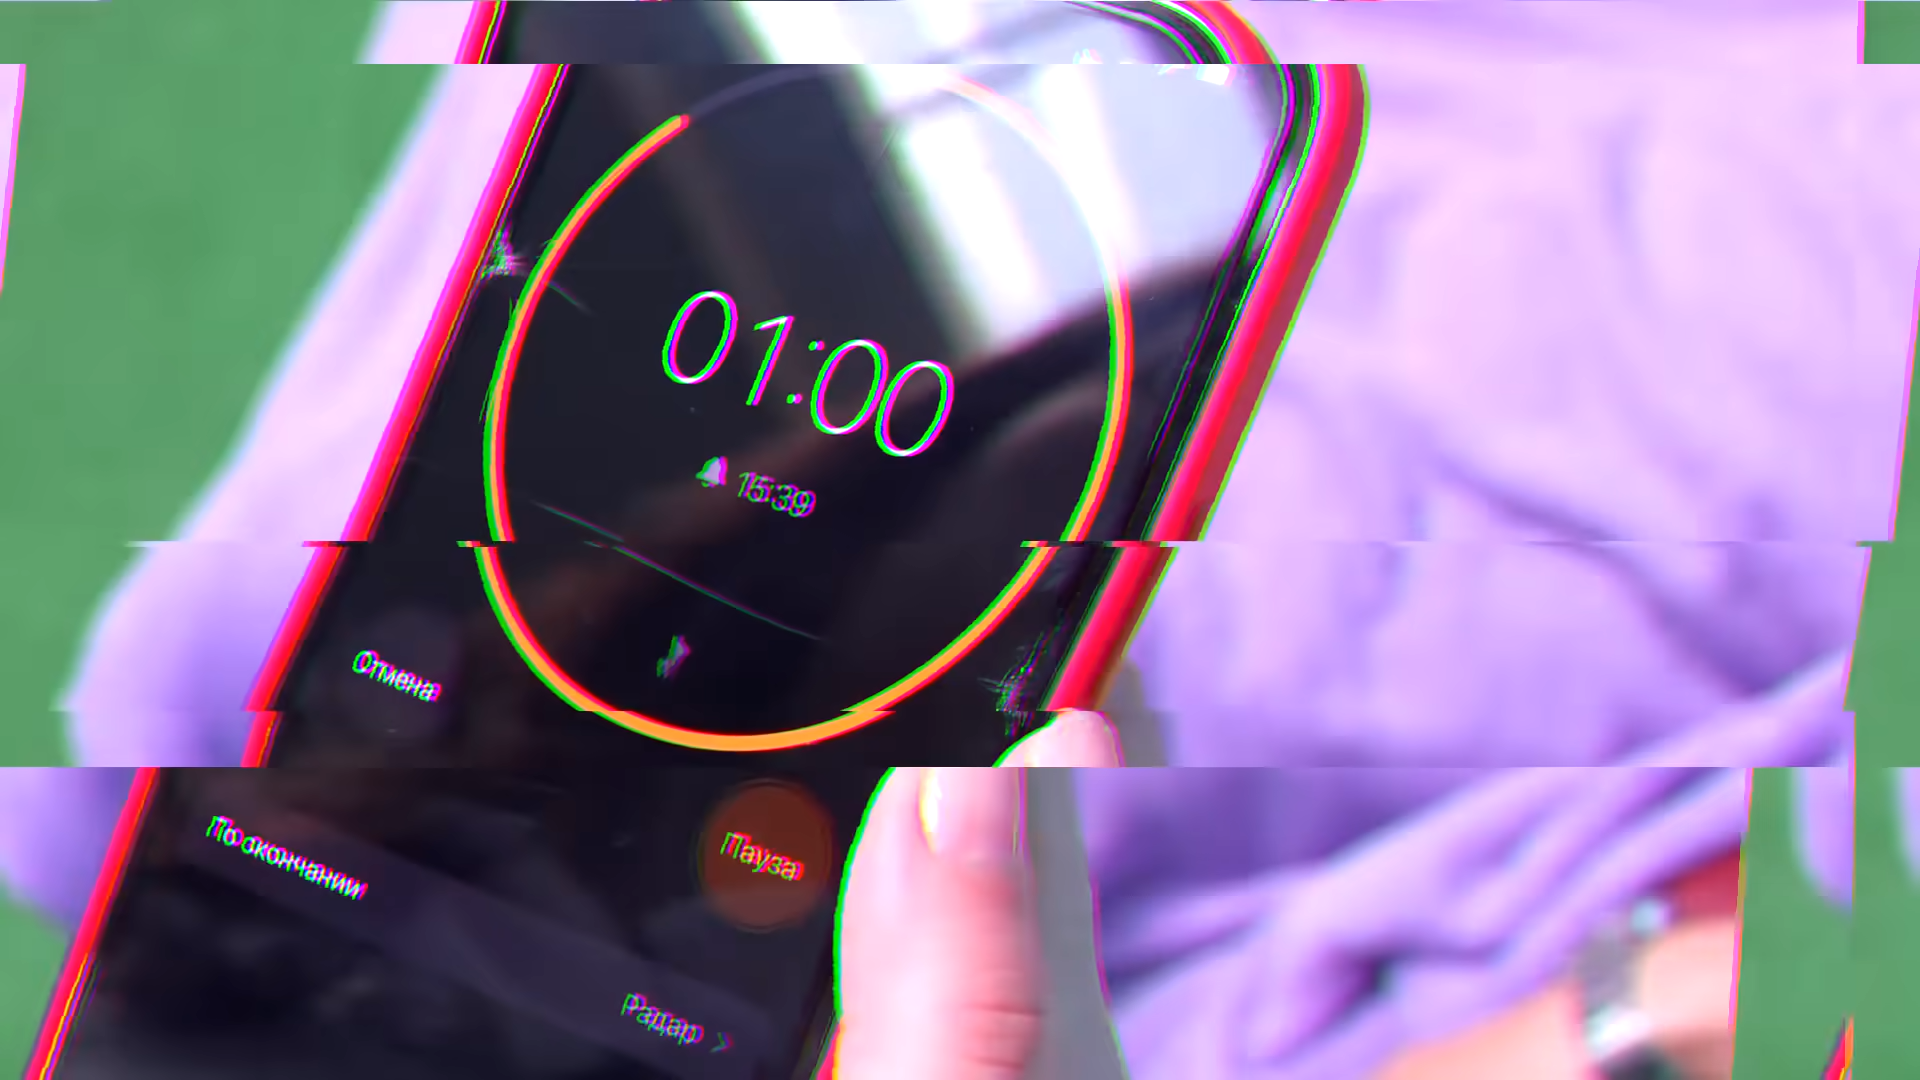 01:00
15:39
Отмена
Пауза
По окончании
Радар